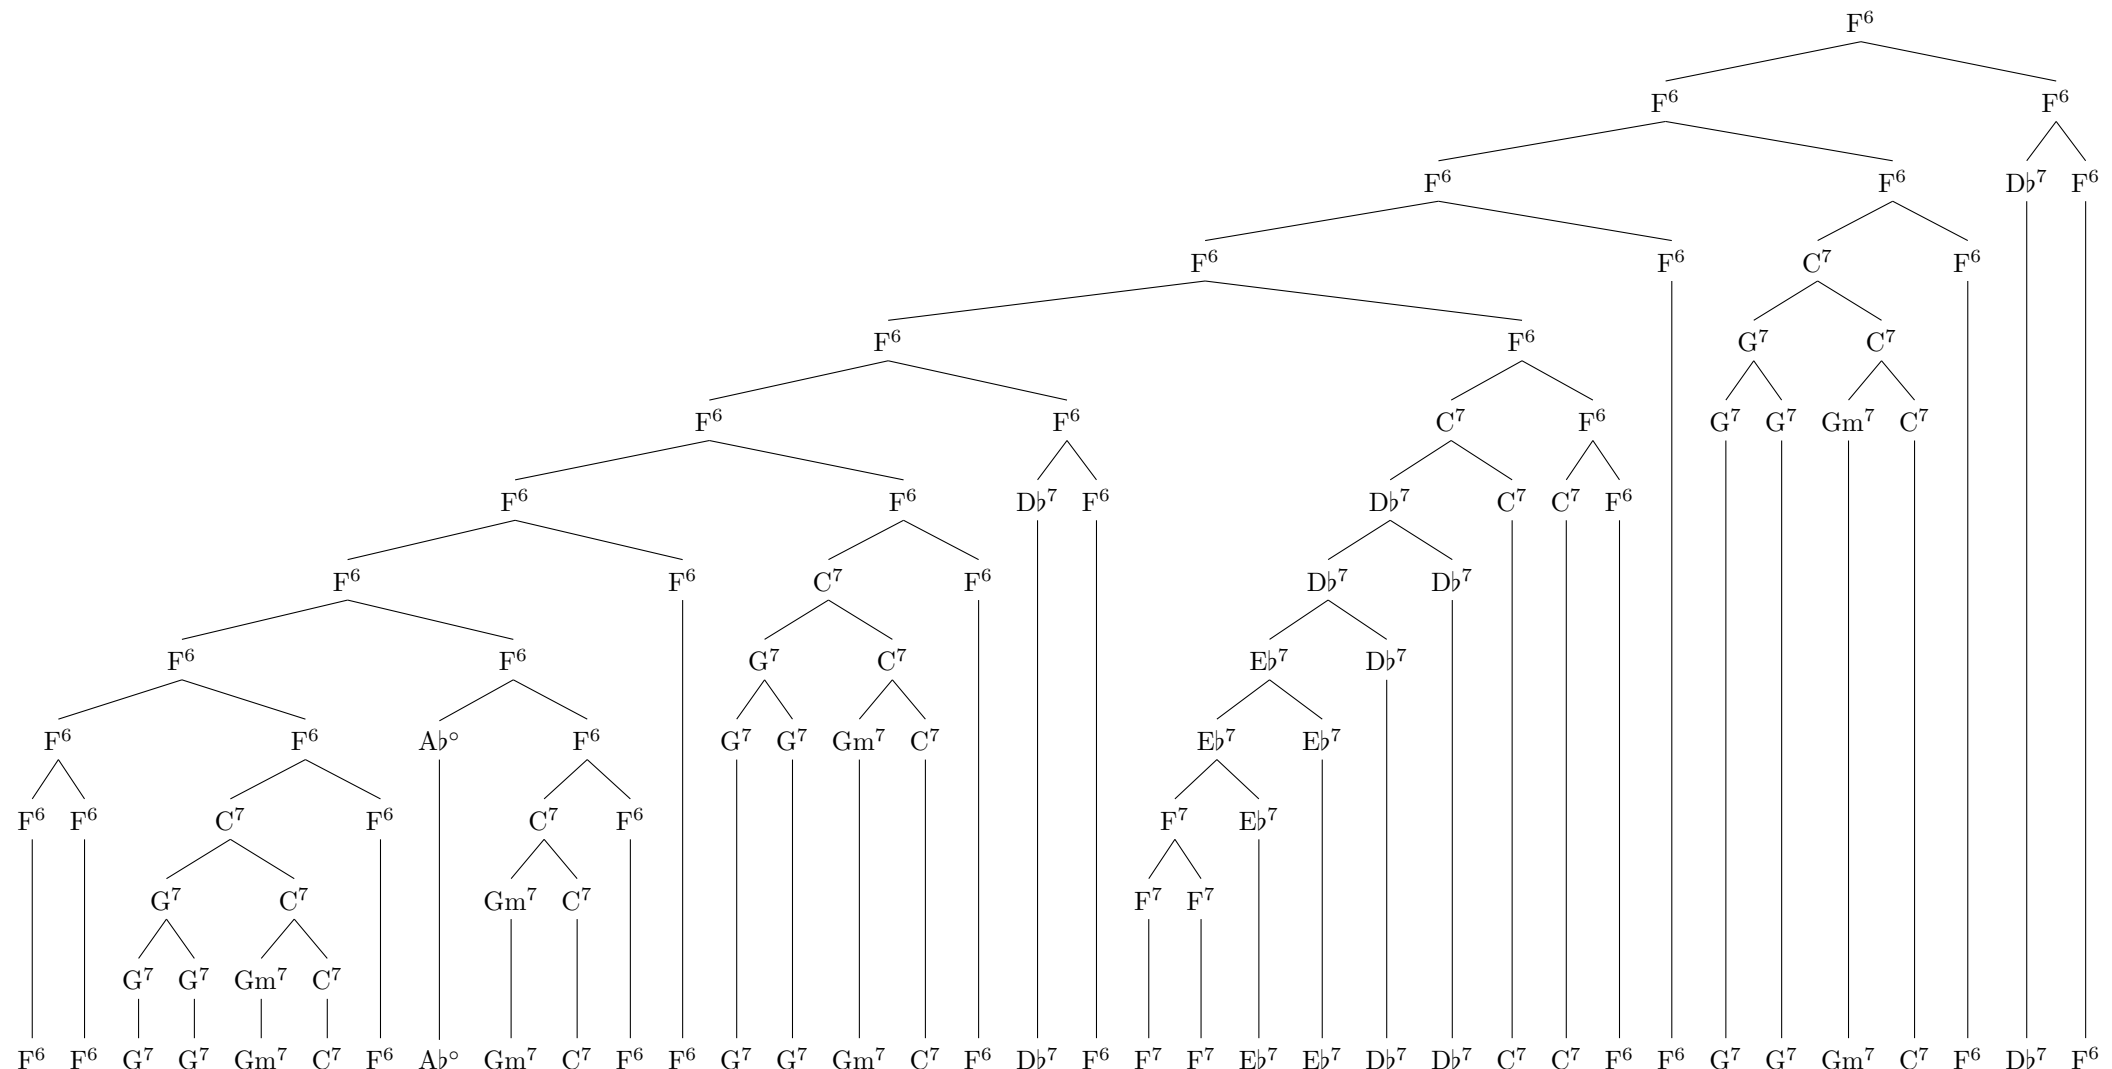 F⁶
F⁶ F⁶
F⁶ F⁶ D♭⁷ F⁶
F⁶ F⁶ C⁷ F⁶
F⁶ F⁶ G⁷ C⁷
F⁶ F⁶ C⁷ F⁶ G⁷ G⁷ Gm⁷ C⁷
F⁶ F⁶ D♭⁷ F⁶ D♭⁷ C⁷ C⁷ F⁶
F⁶ F⁶ C⁷ F⁶ D♭⁷ D♭⁷
F⁶ F⁶ G⁷ C⁷ E♭⁷ D♭⁷
F⁶ F⁶ A♭° F⁶ G⁷ G⁷ Gm⁷ C⁷ E♭⁷ E♭⁷
F⁶ F⁶ C⁷ F⁶ C⁷ F⁶ F⁷ E♭⁷
G⁷ C⁷ Gm⁷ C⁷ F⁷ F⁷
G⁷ G⁷ Gm⁷ C⁷
F⁶ F⁶ G⁷ G⁷ Gm⁷ C⁷ F⁶ A♭° Gm⁷ C⁷ F⁶ F⁶ G⁷ G⁷ Gm⁷ C⁷ F⁶ D♭⁷ F⁶ F⁷ F⁷ E♭⁷ E♭⁷ D♭⁷ D♭⁷ C⁷ C⁷ F⁶ F⁶ G⁷ G⁷ Gm⁷ C⁷ F⁶ D♭⁷ F⁶